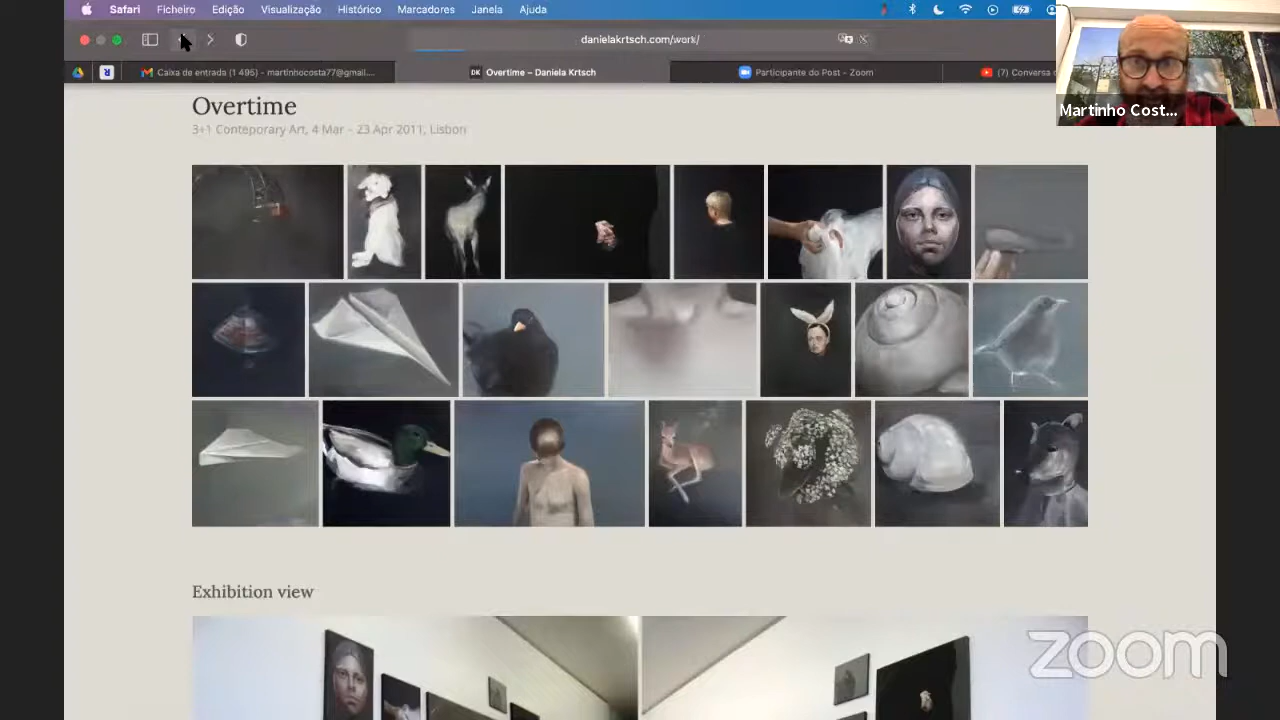 Safari Ficheiro Edição Visualização Histórico Marcadores Janela Ajuda
danielakrtsch.com/work/
Caixa de entrada (1 495) - martinhocosta77@gmail....
DK Overtime – Daniela Krtsch
Participante do Post - Zoom
(7) Conversa
Martinho Cost...
Overtime
3+1 Conteporary Art, 4 Mar – 23 Apr 2011, Lisbon
Exhibition view
zoom